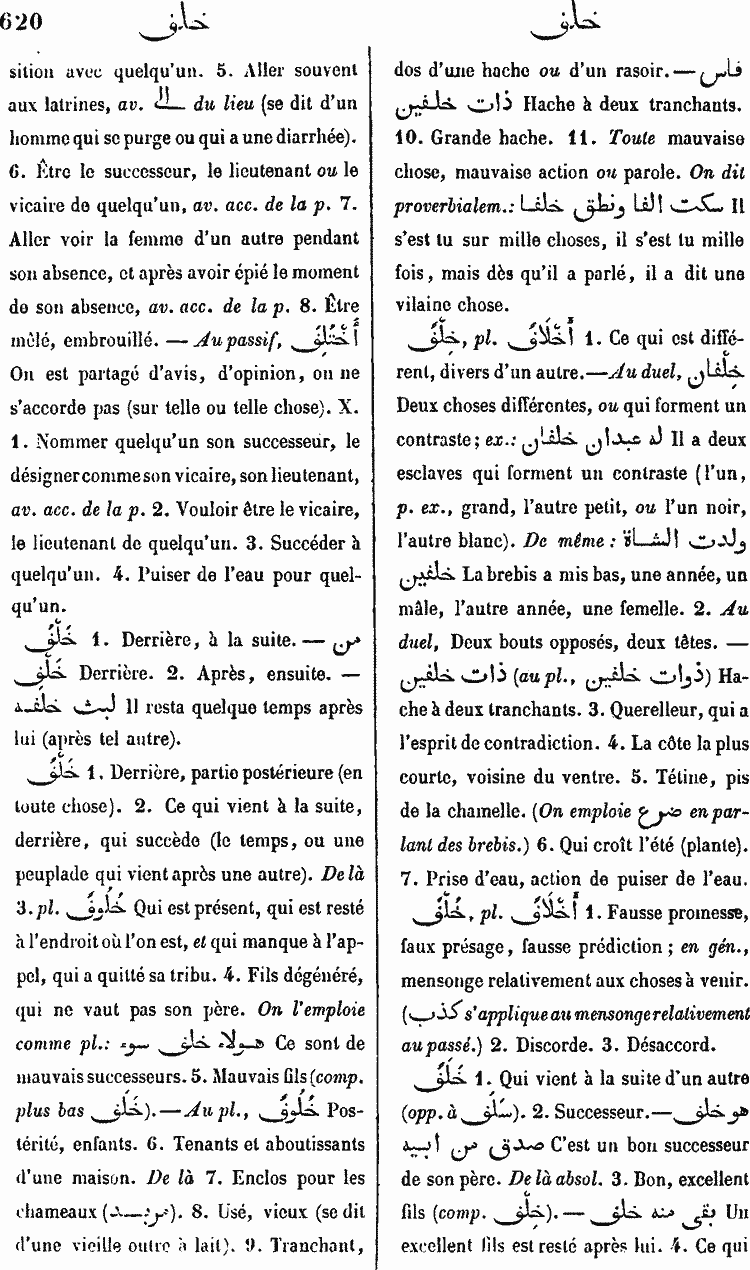 620 خلف خلف
sition avec quelqu'un. 5. Aller souvent
aux latrines, av. الـ du lieu (se dit d'un
homme qui se purge ou qui a une diarrhée).
6. Être le successeur, le lieutenant ou le
vicaire de quelqu'un, av. acc. de la p. 7.
Aller voir la femme d'un autre pendant
son absence, et après avoir épié le moment
de son absence, av. acc. de la p. 8. Être
mêlé, embrouillé. — Au passif, أُخْتُلِفَ
On est partagé d'avis, d'opinion, on ne
s'accorde pas (sur telle ou telle chose). X.
1. Nommer quelqu'un son successeur, le
désigner comme son vicaire, son lieutenant,
av. acc. de la p. 2. Vouloir être le vicaire,
le lieutenant de quelqu'un. 3. Succéder à
quelqu'un. 4. Puiser de l'eau pour quel-
qu'un.
خَلْفَ 1. Derrière, à la suite. — من
خَلْفِ Derrière. 2. Après, ensuite. —
لبث خلفه Il resta quelque temps après
lui (après tel autre).
خَلْفٌ 1. Derrière, partie postérieure (en
toute chose). 2. Ce qui vient à la suite,
derrière, qui succède (le temps, ou une
peuplade qui vient après une autre). De là
3. pl. خُلُوفٌ Qui est présent, qui est resté
à l'endroit où l'on est, et qui manque à l'ap-
pel, qui a quitté sa tribu. 4. Fils dégénéré,
qui ne vaut pas son père. On l'emploie
comme pl.: هولاء خلف سوء Ce sont de
mauvais successeurs. 5. Mauvais fils (comp.
plus bas خَلَف). — Au pl., خُلُوفٌ Pos-
térité, enfants. 6. Tenants et aboutissants
d'une maison. De là 7. Enclos pour les
chameaux (مربد). 8. Usé, vieux (se dit
d'une vieille outre à lait). 9. Tranchant,
dos d'une hache ou d'un rasoir. — فاس
ذات خلفين Hache à deux tranchants.
10. Grande hache. 11. Toute mauvaise
chose, mauvaise action ou parole. On dit
proverbialem.: سكت الفا ونطق خلفا Il
s'est tu sur mille choses, il s'est tu mille
fois, mais dès qu'il a parlé, il a dit une
vilaine chose.
خِلْفٌ, pl. أَخْلَافٌ 1. Ce qui est diffé-
rent, divers d'un autre. — Au duel, خِلْفَان
Deux choses différentes, ou qui forment un
contraste; ex.: له عبدان خلفان Il a deux
esclaves qui forment un contraste (l'un,
p. ex., grand, l'autre petit, ou l'un noir,
l'autre blanc). De même: ولدت الشاة
خلفين La brebis a mis bas, une année, un
mâle, l'autre année, une femelle. 2. Au
duel, Deux bouts opposés, deux têtes. —
ذات خلفين (au pl., ذوات خلفين) Ha-
che à deux tranchants. 3. Querelleur, qui a
l'esprit de contradiction. 4. La côte la plus
courte, voisine du ventre. 5. Tétine, pis
de la chamelle. (On emploie ضرع en par-
lant des brebis.) 6. Qui croît l'été (plante).
7. Prise d'eau, action de puiser de l'eau.
خُلْفٌ, pl. أَخْلَافٌ 1. Fausse promesse,
faux présage, fausse prédiction; en gén.,
mensonge relativement aux choses à venir.
(كذب s'applique au mensonge relativement
au passé.) 2. Discorde. 3. Désaccord.
خَلَفٌ 1. Qui vient à la suite d'un autre
(opp. à سَلَف). 2. Successeur. — هو خلف
صدق من ابيه C'est un bon successeur
de son père. De là absol. 3. Bon, excellent
fils (comp. خَلْف). — بقى منه خلف Un
excellent fils est resté après lui. 4. Ce qui